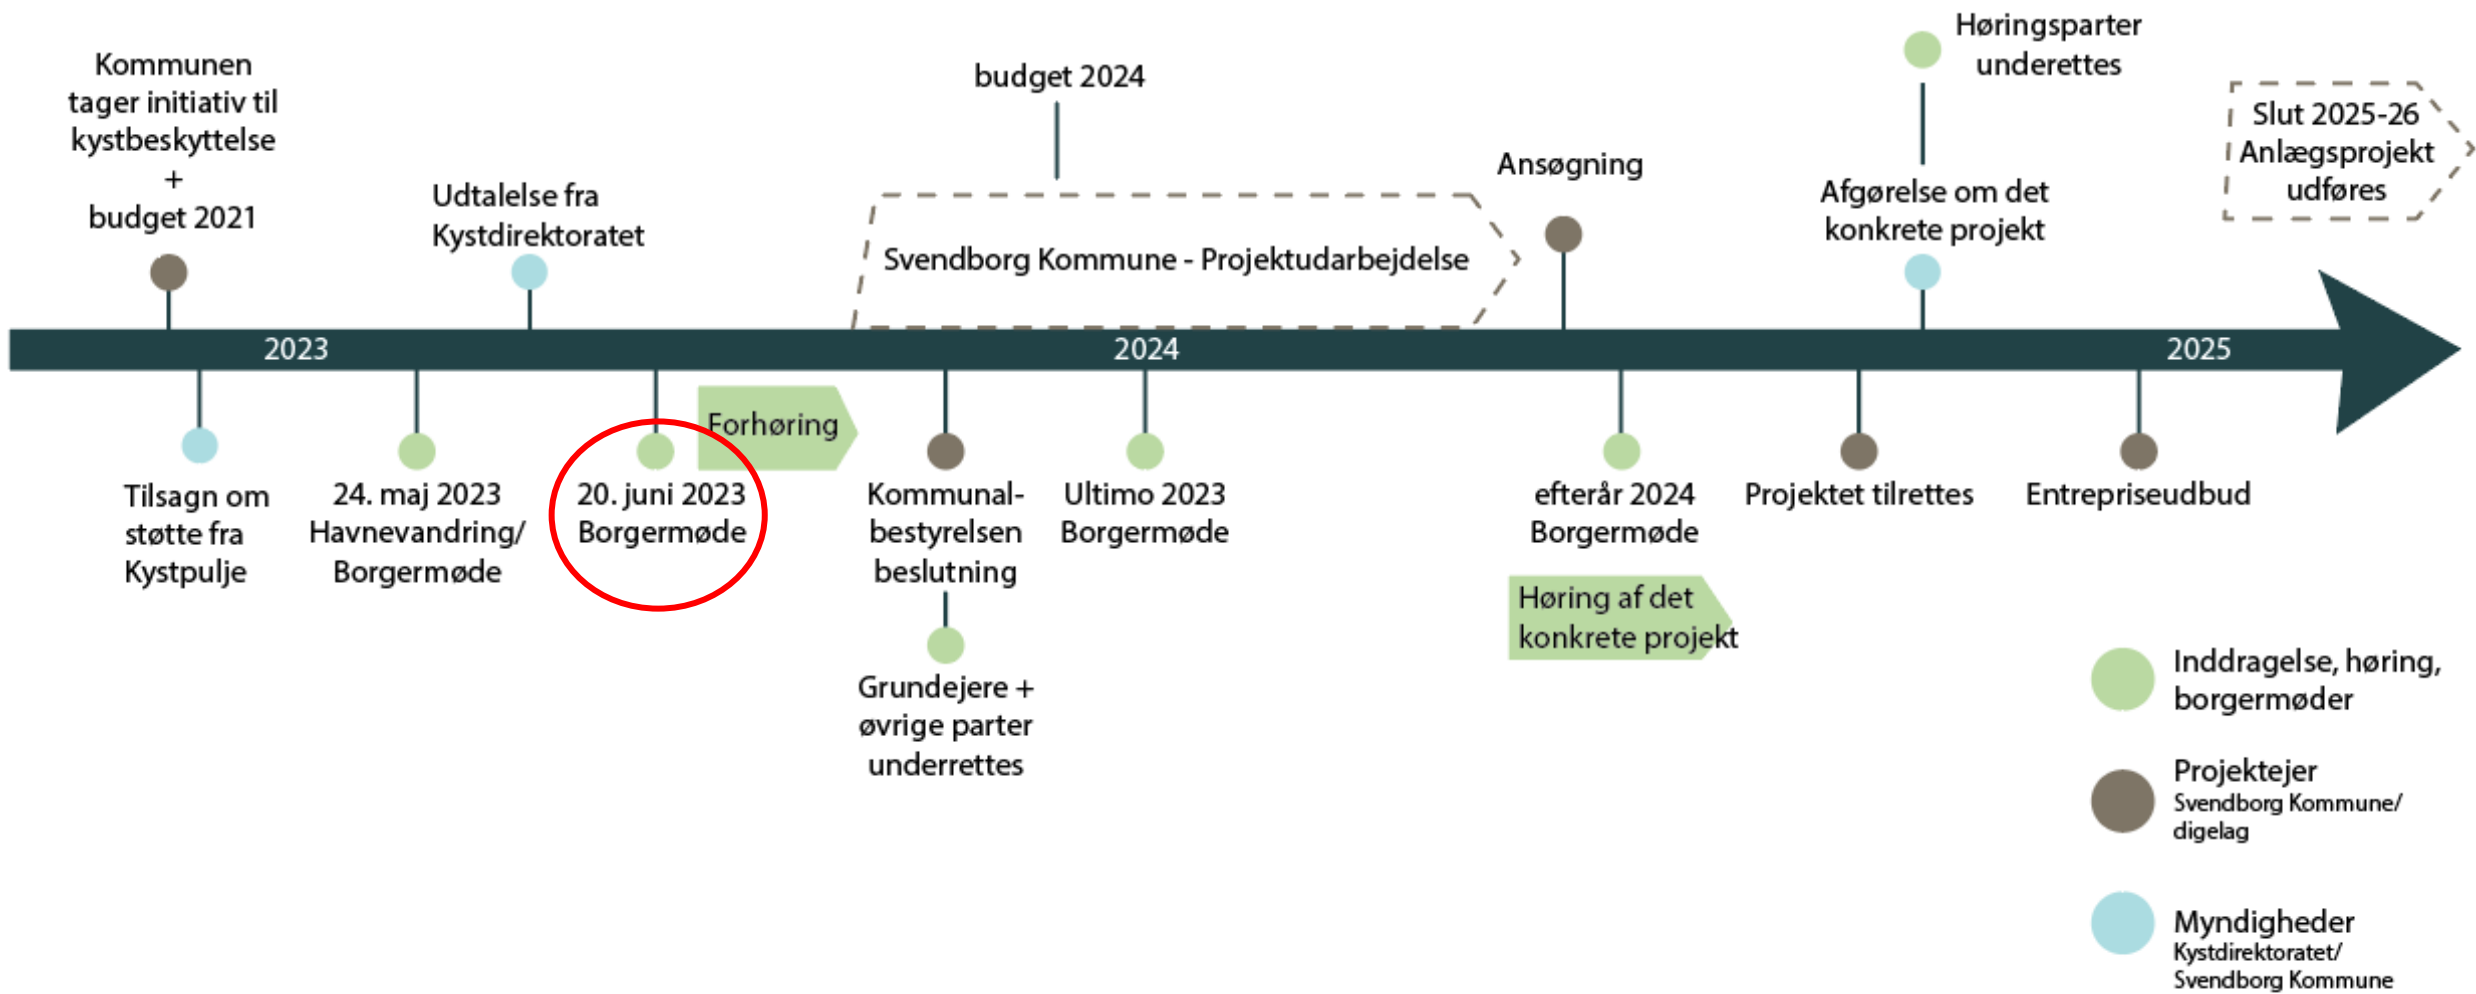 Kommunen
tager initiativ til
kystbeskyttelse
+
budget 2021
Udtalelse fra
Kystdirektoratet
budget 2024
Svendborg Kommune - Projektudarbejdelse
Ansøgning
Høringsparter
underettes
Afgørelse om det
konkrete projekt
Slut 2025-26
Anlægsprojekt
udføres
2023
2024
2025
Tilsagn om
støtte fra
Kystpulje
24. maj 2023
Havnevandring/
Borgermøde
20. juni 2023
Borgermøde
Forhøring
Kommunal-
bestyrelsen
beslutning
Grundejere +
øvrige parter
underrettes
Ultimo 2023
Borgermøde
efterår 2024
Borgermøde
Høring af det
konkrete projekt
Projektet tilrettes
Entrepriseudbud
Inddragelse, høring,
borgermøder
Projektejer
Svendborg Kommune/
digelag
Myndigheder
Kystdirektoratet/
Svendborg Kommune